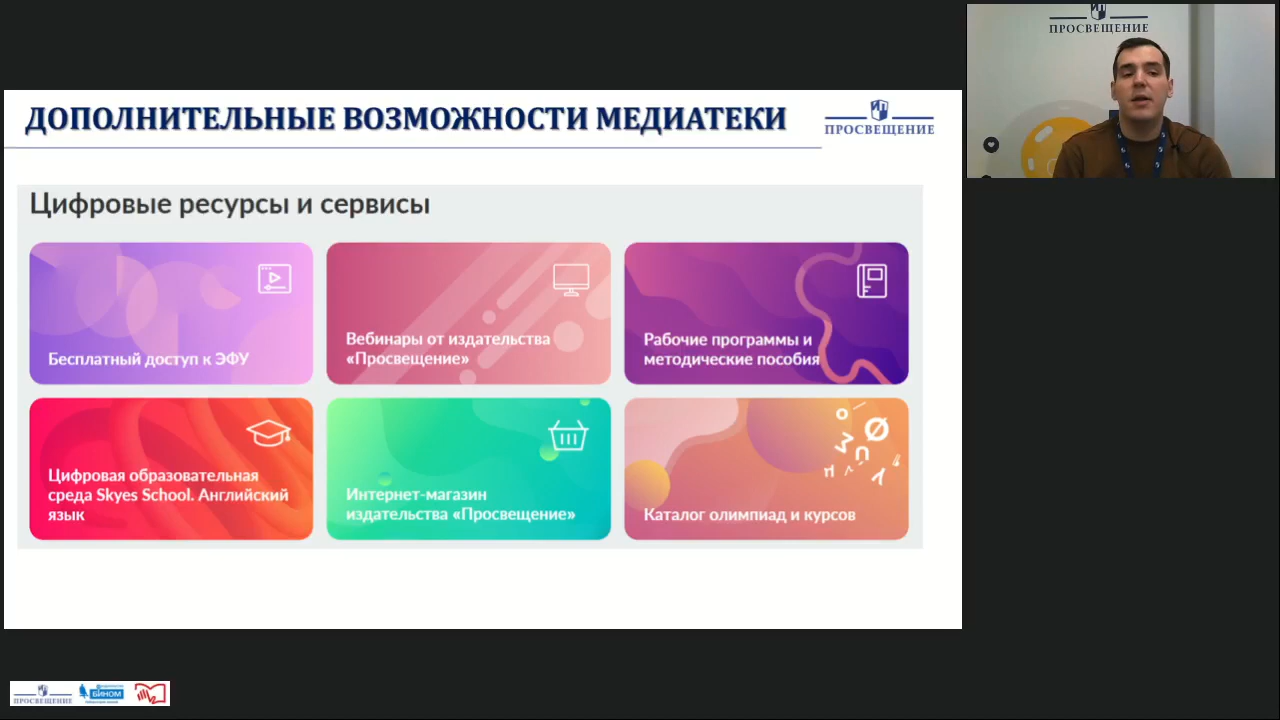 ДОПОЛНИТЕЛЬНЫЕ ВОЗМОЖНОСТИ МЕДИАТЕКИ
ПРОСВЕЩЕНИЕ
ПРОСВЕЩЕНИЕ
Цифровые ресурсы и сервисы
Бесплатный доступ к ЭФУ
Вебинары от издательства
«Просвещение»
Рабочие программы и
методические пособия
Цифровая образовательная
среда Skyes School. Английский
язык
Интернет-магазин
издательства «Просвещение»
Каталог олимпиад и курсов
ПРОСВЕЩЕНИЕ
БИНОМ